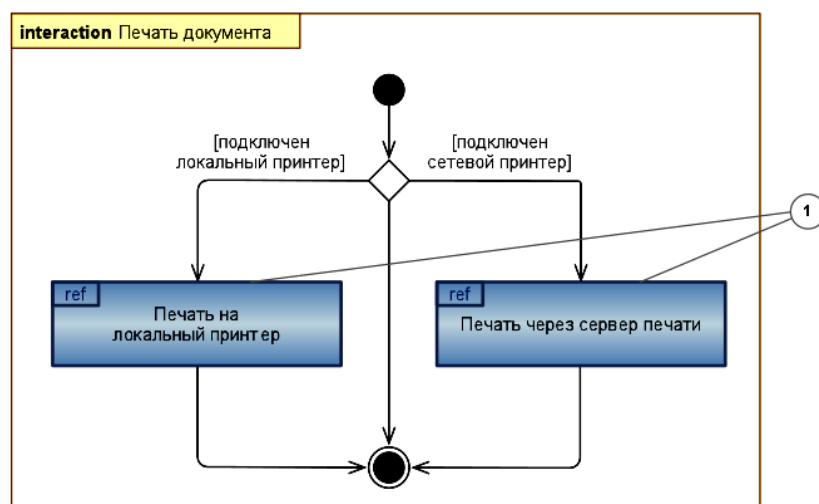 interaction Печать документа
[подключен
локальный принтер]
[подключен
сетевой принтер]
1
ref
Печать на
локальный принтер
ref
Печать через сервер печати